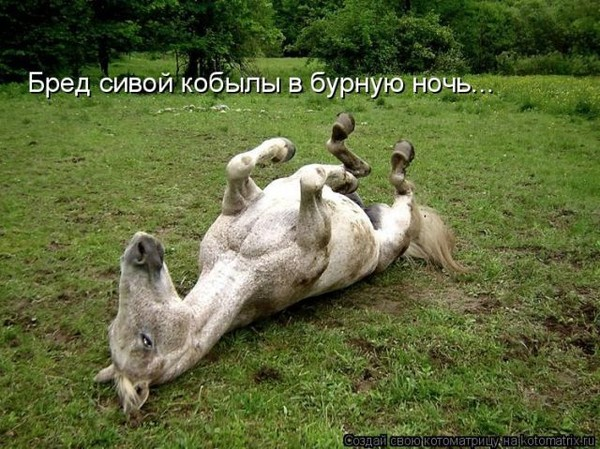 Бред сивой кобылы в бурную ночь...
Создай свою котоматрицу на kotomatrix.ru